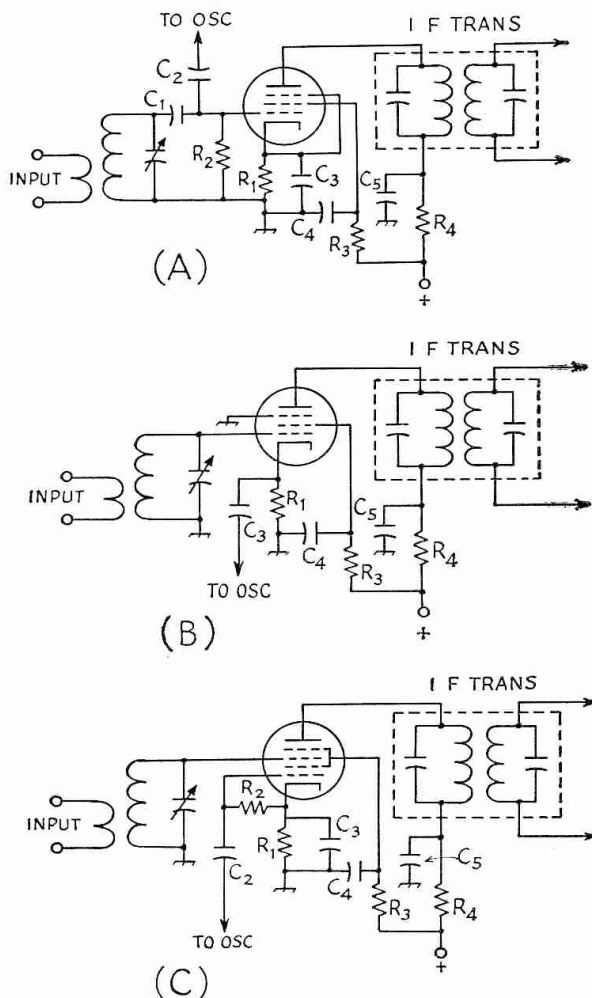 TO OSC
I F TRANS
C2
C1
R2
INPUT
R1
C3
C5
C4
R3
R4
+
(A)
I F TRANS
INPUT
R1
C3
C4
C5
R3
R4
TO OSC
+
(B)
I F TRANS
INPUT
R2
C3
R1
C2
C4
C5
R3
R4
TO OSC
+
(C)